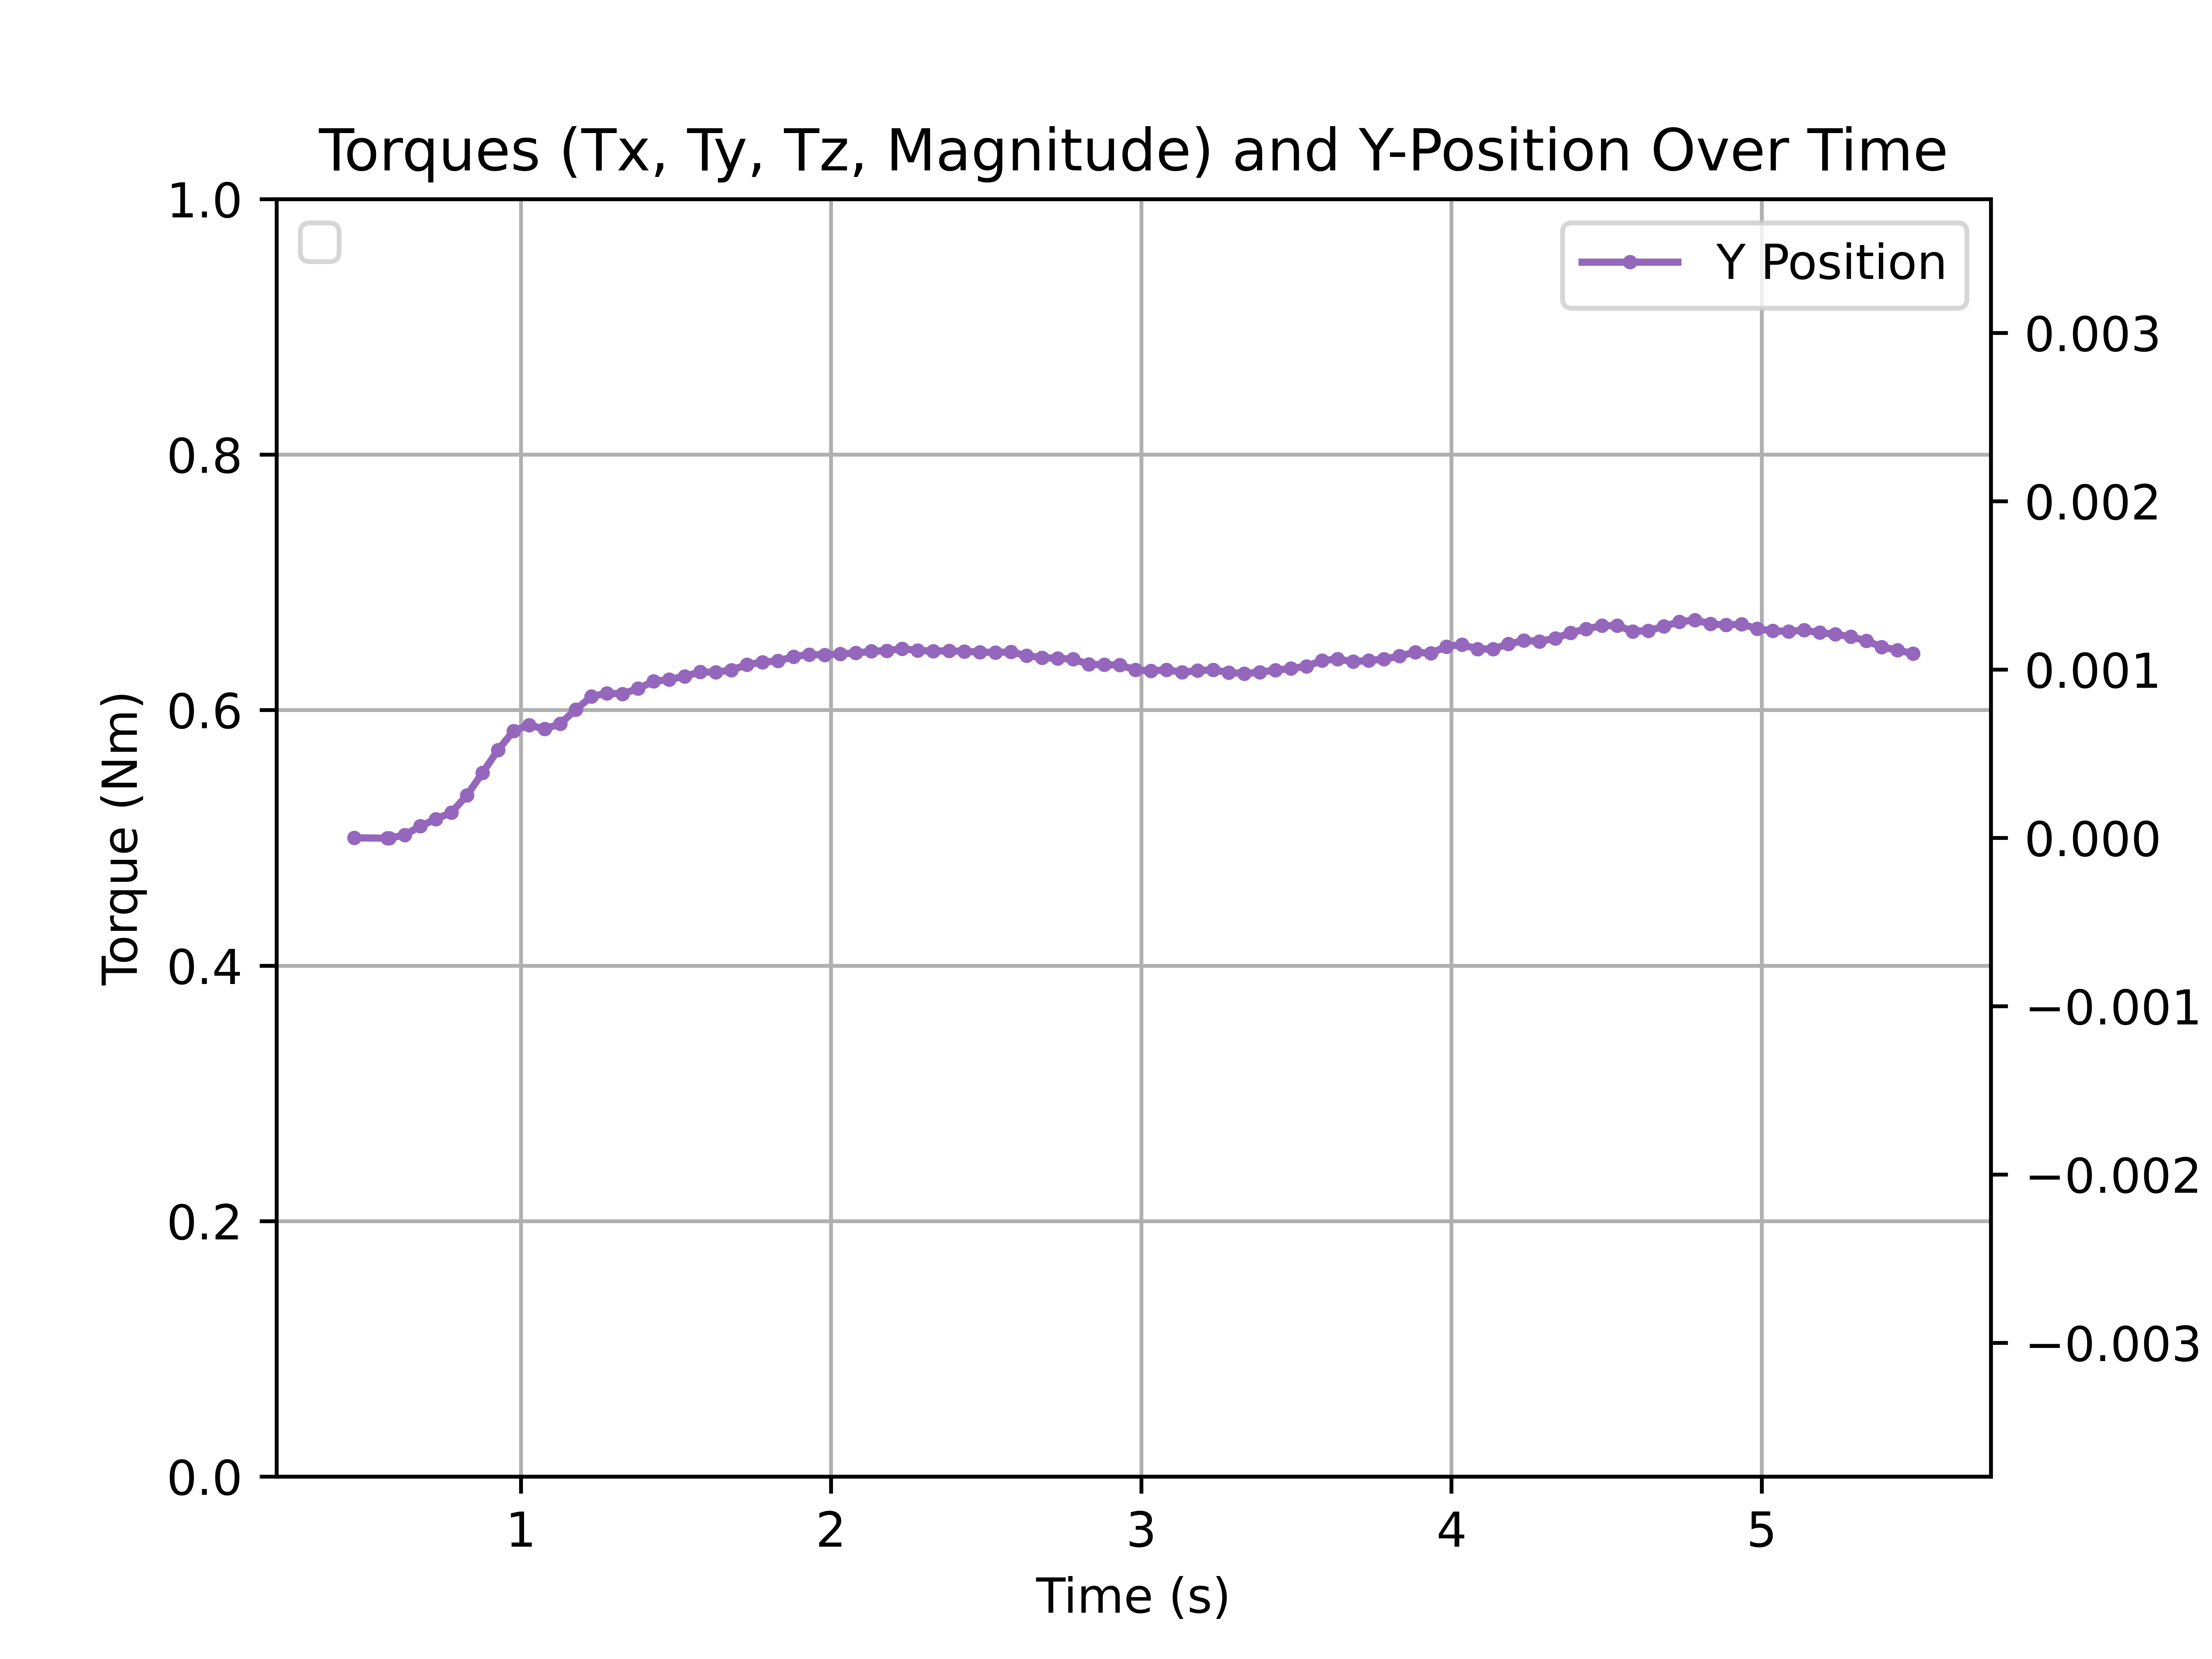 Torques (Tx, Ty, Tz, Magnitude) and Y-Position Over Time
Y Position
1.0
0.8
0.6
0.4
0.2
0.0
Torque (Nm)
0.003
0.002
0.001
0.000
−0.001
−0.002
−0.003
1 2 3 4 5
Time (s)